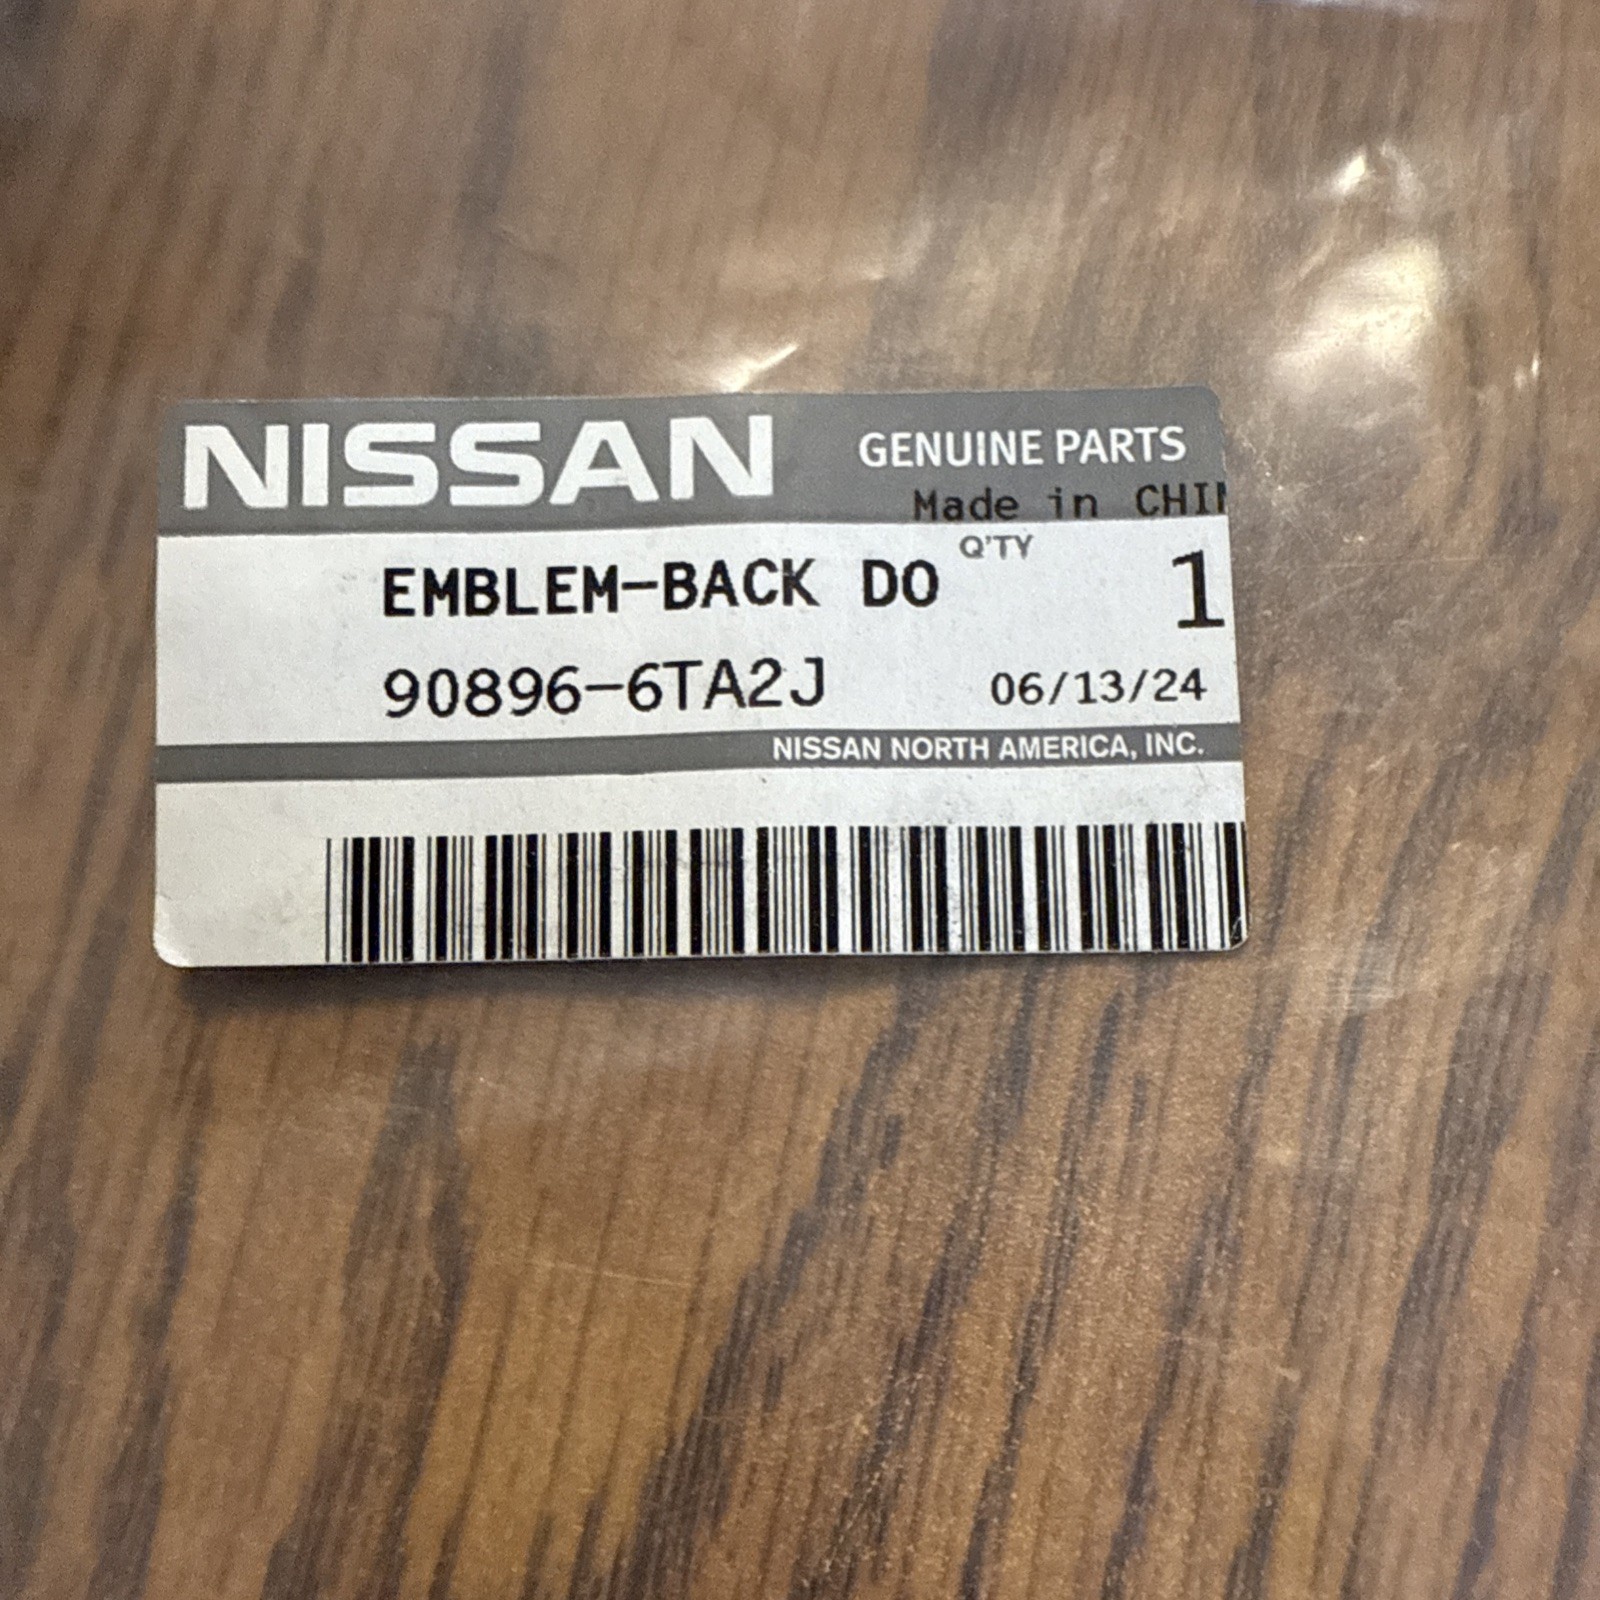 NISSAN GENUINE PARTS
Made in CHIN
EMBLEM-BACK DO Q'TY 1
90896-6TA2J 06/13/24
NISSAN NORTH AMERICA, INC.